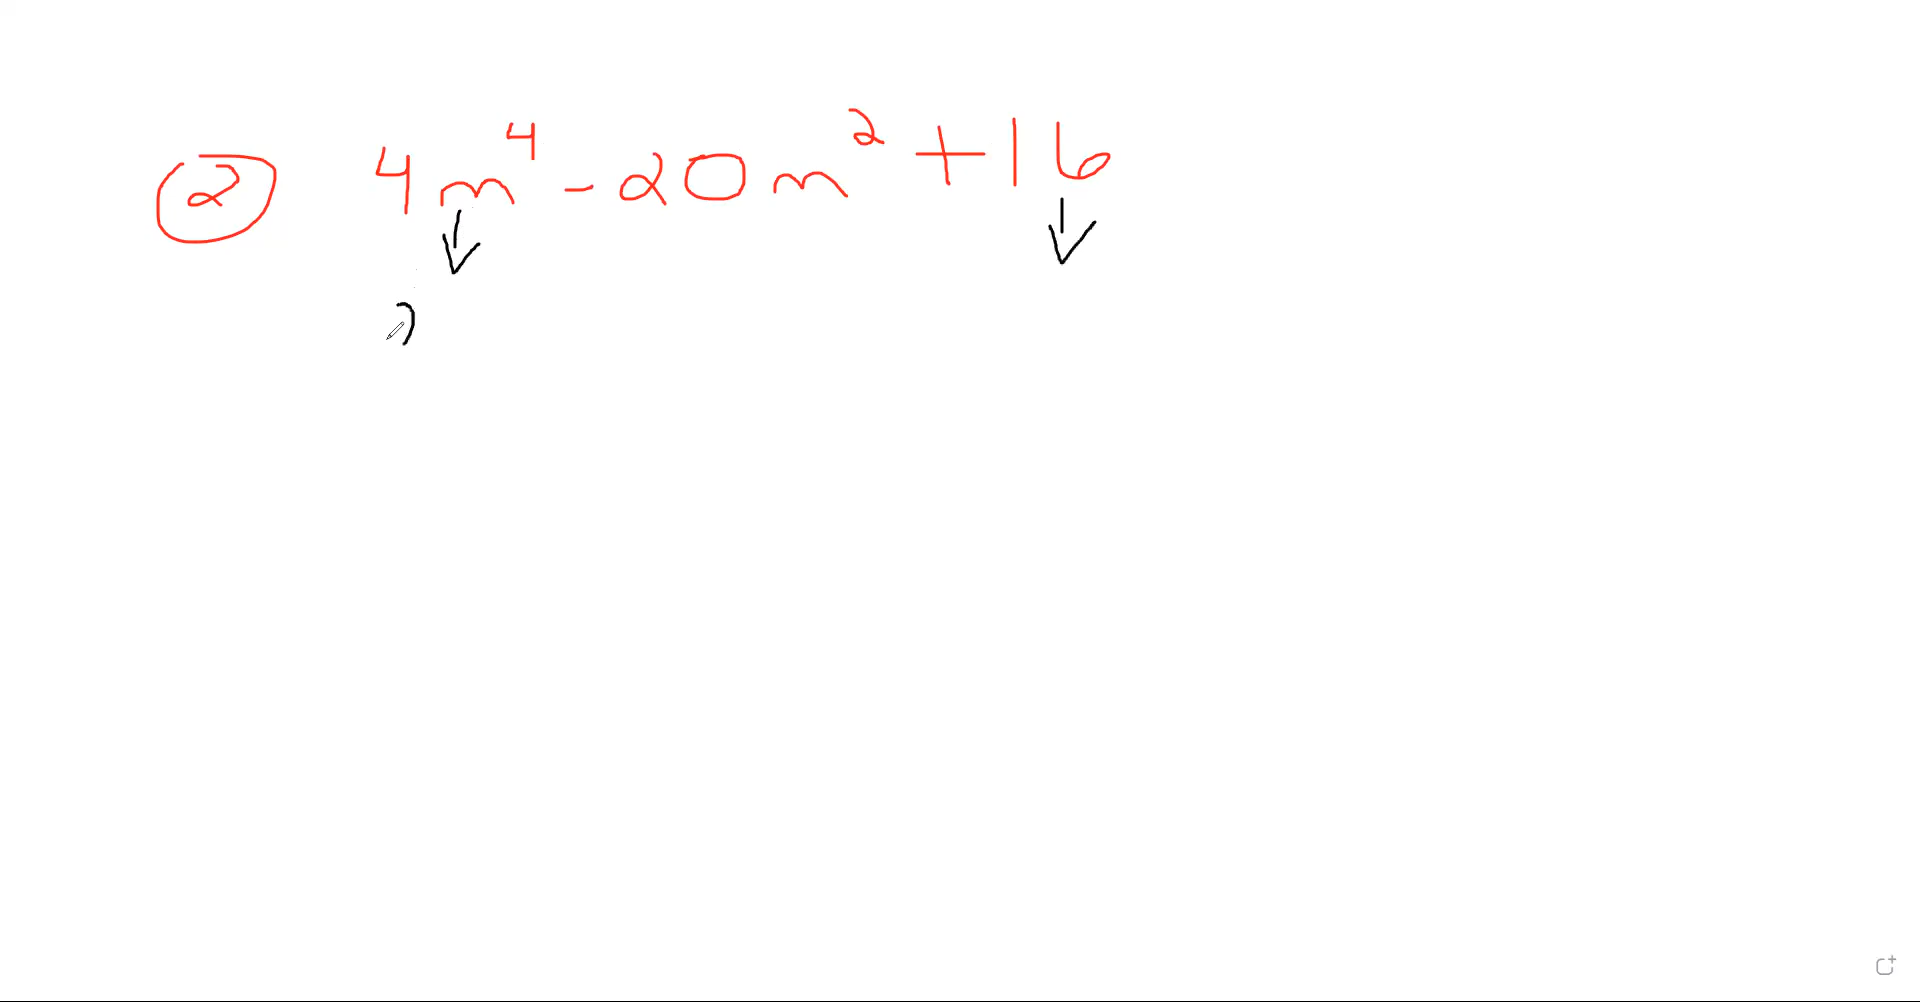 ② 4m⁴ - 20m² + 16